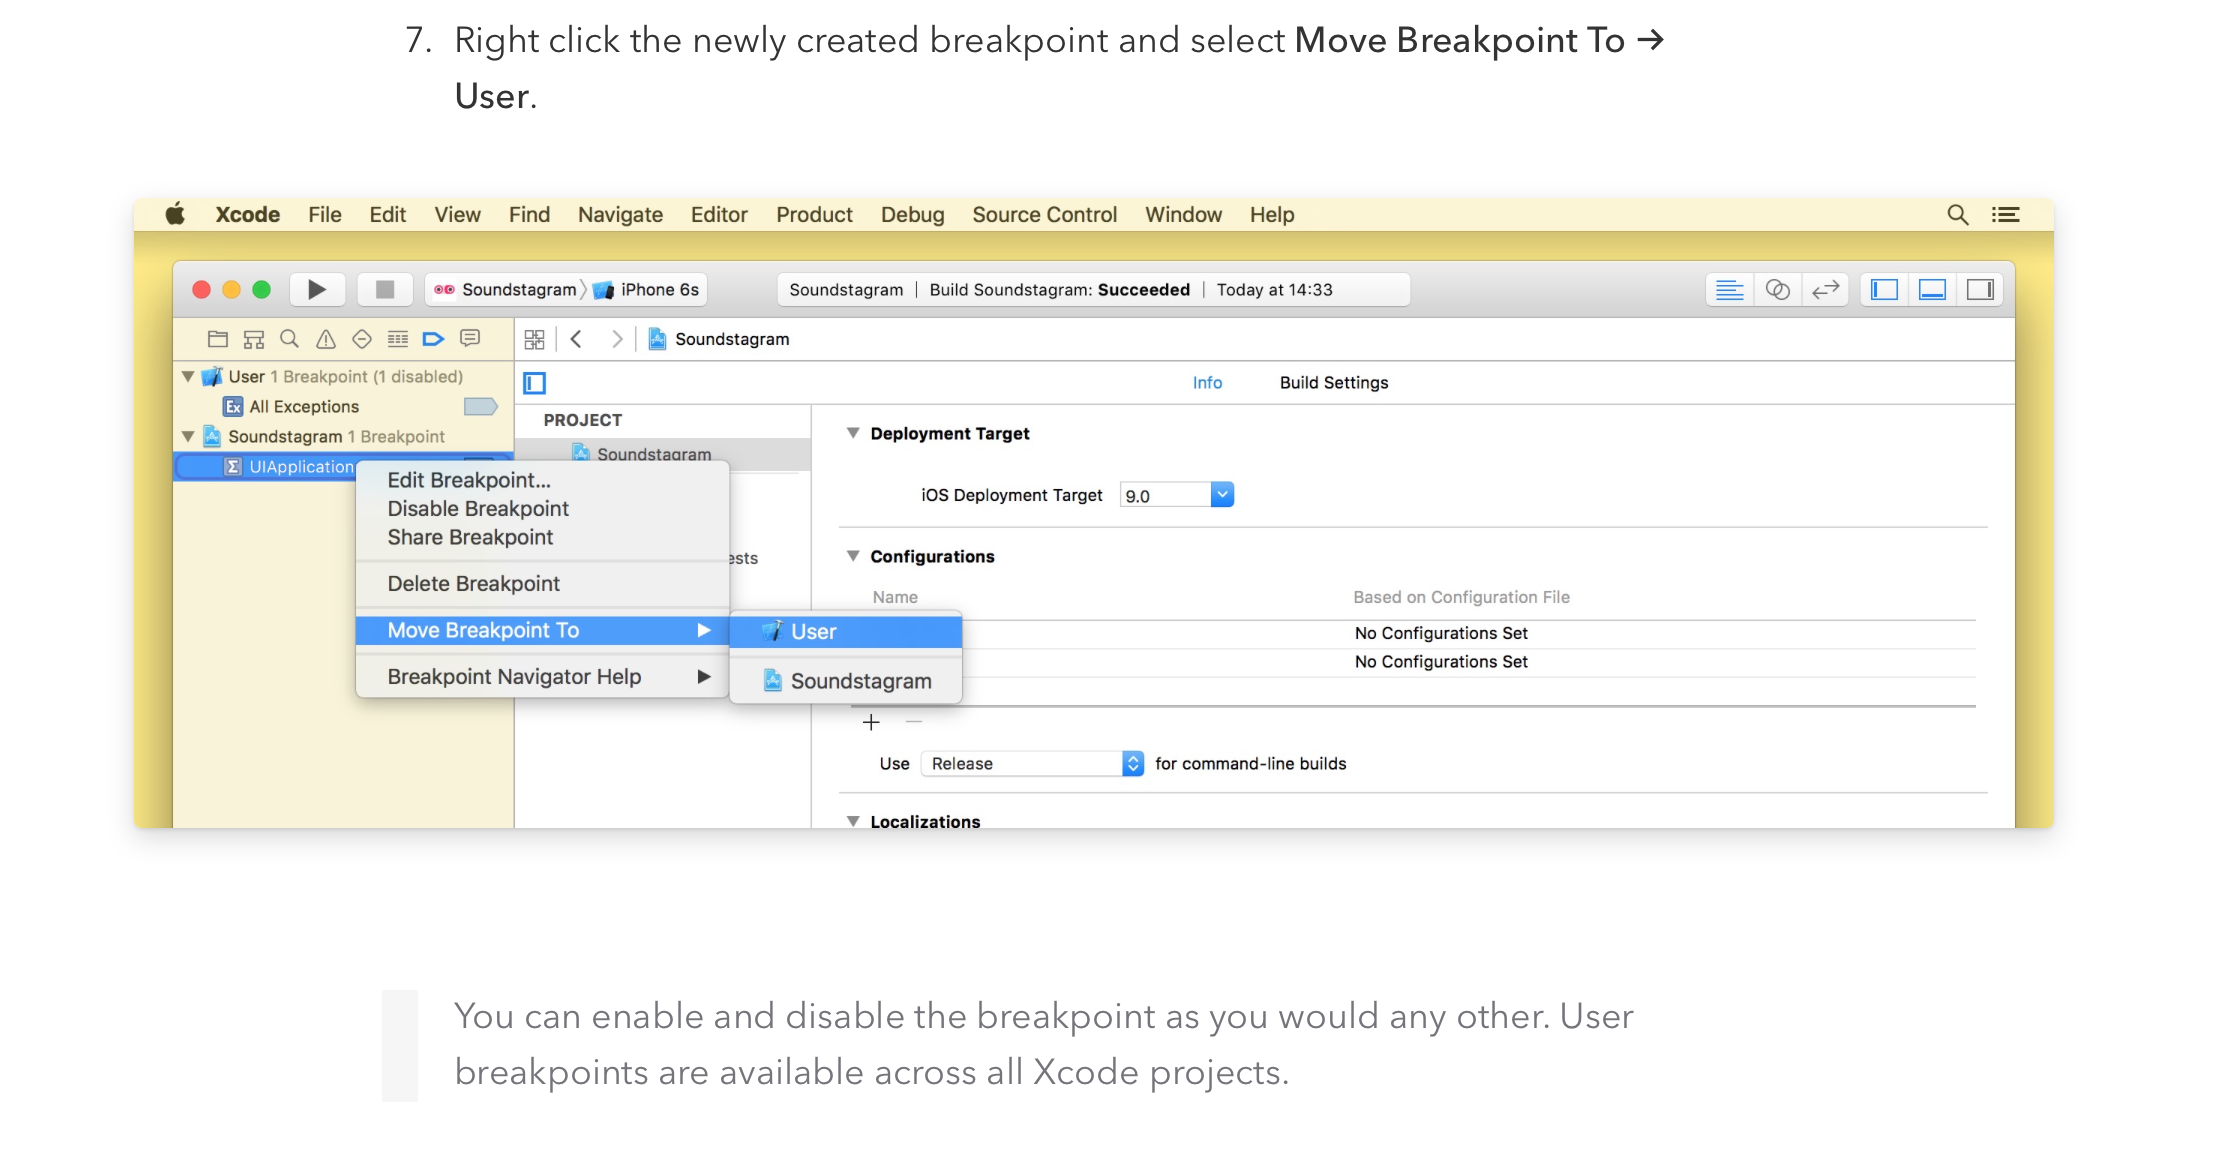 7. Right click the newly created breakpoint and select Move Breakpoint To →
User.
Xcode File Edit View Find Navigate Editor Product Debug Source Control Window Help
Soundstagram 〉 iPhone 6s
Soundstagram | Build Soundstagram: Succeeded | Today at 14:33
Soundstagram
User 1 Breakpoint (1 disabled)
Ex All Exceptions
Soundstagram 1 Breakpoint
Σ UIApplication
Edit Breakpoint...
Disable Breakpoint
Share Breakpoint
Delete Breakpoint
Move Breakpoint To
Breakpoint Navigator Help
User
Soundstagram
Info Build Settings
PROJECT
Soundstagram
ests
Deployment Target
iOS Deployment Target 9.0
Configurations
Name Based on Configuration File
No Configurations Set
No Configurations Set
+ −
Use Release for command-line builds
Localizations
You can enable and disable the breakpoint as you would any other. User
breakpoints are available across all Xcode projects.